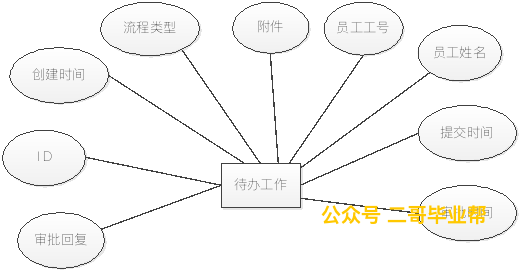 流程类型
附件
员工工号
员工姓名
创建时间
提交时间
ID
待办工作
公众号 二哥毕业帮
审批回复